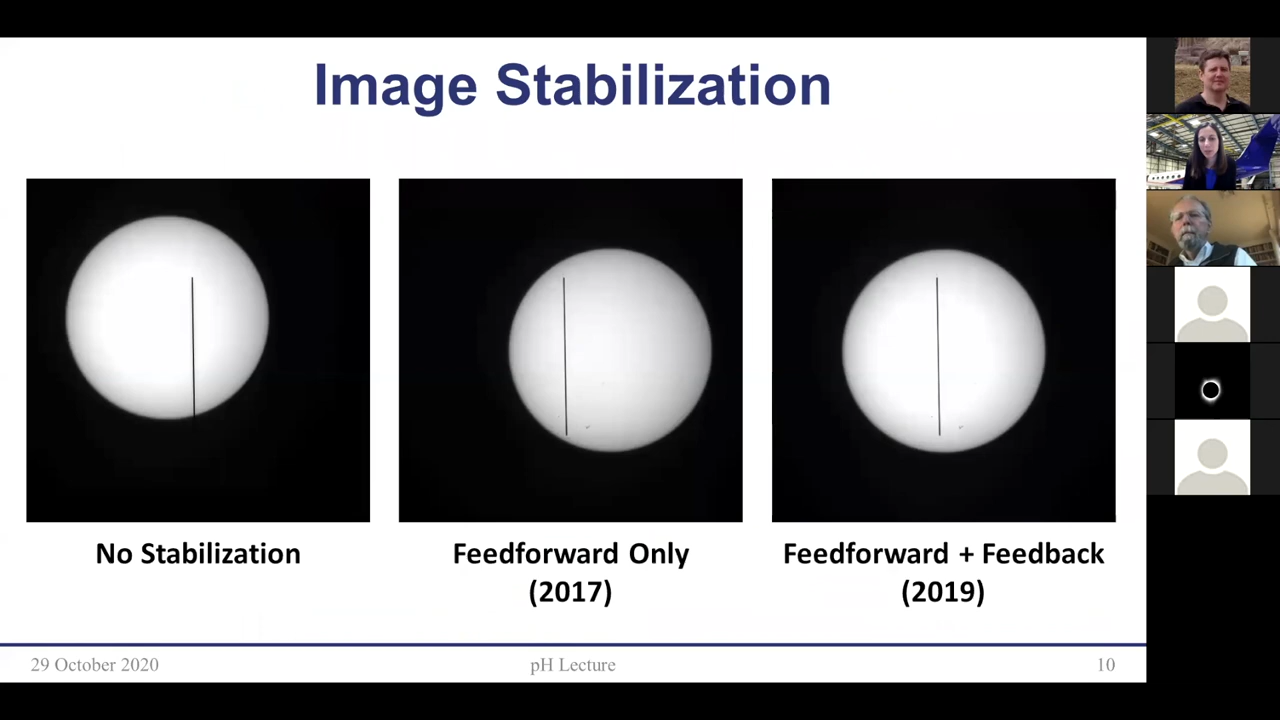 Image Stabilization
No Stabilization
Feedforward Only
(2017)
Feedforward + Feedback
(2019)
29 October 2020
pH Lecture
10